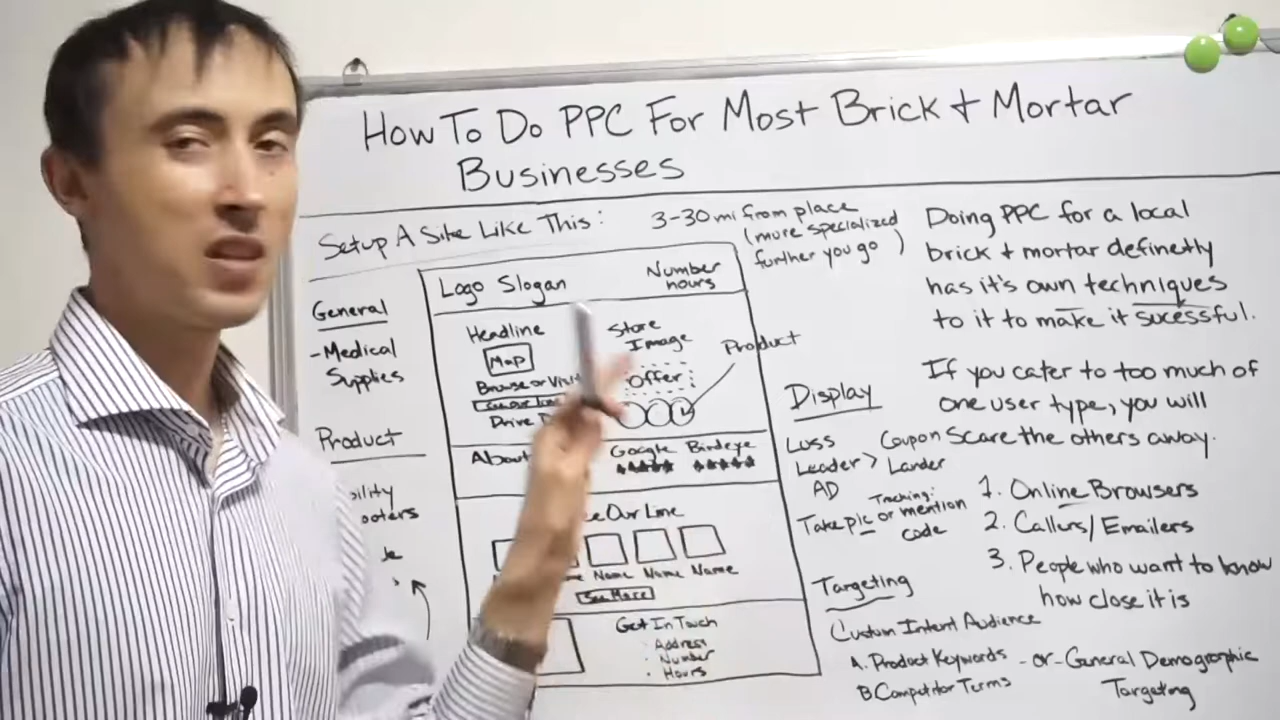 How To Do PPC For Most Brick + Mortar
Businesses
Setup A Site Like This:
3-30 mi from place
(more specialized
further you go)
General
- Medical
Supplies
Product
Logo Slogan
Number
hours
Headline
Map
Browse or Visit
Drive
Store
Image
Offer
Product
About
Google Birdeye
Our Line
Name Name Name
See More
Get In Touch
· Address
· Number
· Hours
Display
Loss
Leader > Coupon
Lander
AD
Tracking:
Take pic or mention
code
Targeting
Custom Intent Audience
A. Product Keywords
B Competitor Terms
-or- General Demographic
Targeting
Doing PPC for a local
brick + mortar definetly
has it's own techniques
to it to make it sucessful.
If you cater to too much of
one user type, you will
Scare the others away.
1. Online Browsers
2. Callers/Emailers
3. People who want to know
how close it is